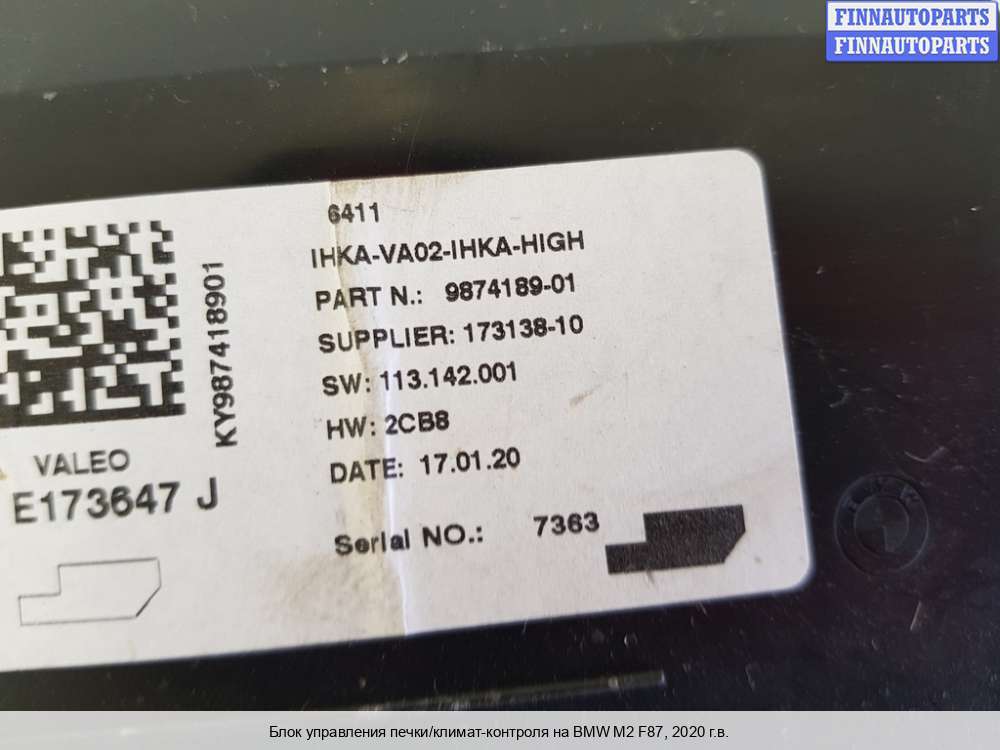 FINNAUTOPARTS
FINNAUTOPARTS
6411
IHKA-VA02-IHKA-HIGH
PART N.: 9874189-01
SUPPLIER: 173138-10
SW: 113.142.001
HW: 2CB8
DATE: 17.01.20
Serial NO.: 7363
KY987418901
VALEO
E173647 J
Блок управления печки/климат-контроля на BMW M2 F87, 2020 г.в.